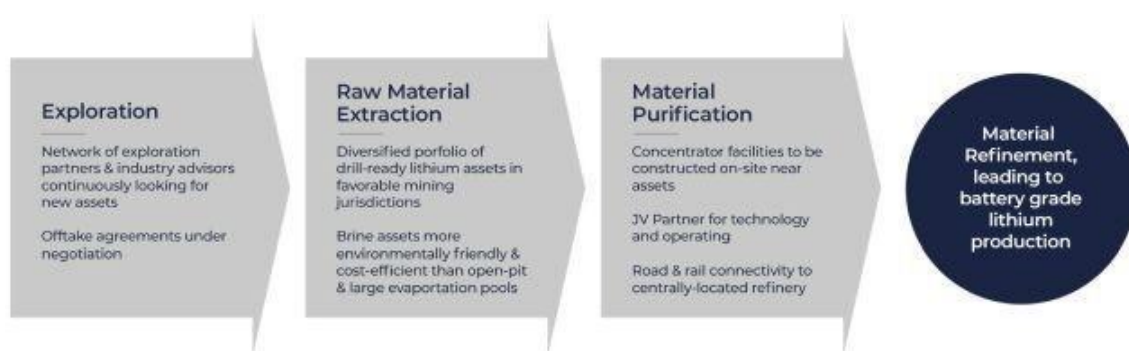 Exploration
Network of exploration
partners & industry advisors
continuously looking for
new assets
Offtake agreements under
negotiation
Raw Material
Extraction
Diversified porfolio of
drill-ready lithium assets in
favorable mining
jurisdictions
Brine assets more
environmentally friendly &
cost-efficient than open-pit
& large evaportation pools
Material
Purification
Concentrator facilities to be
constructed on-site near
assets
JV Partner for technology
and operating
Road & rail connectivity to
centrally-located refinery
Material
Refinement,
leading to
battery grade
lithium
production